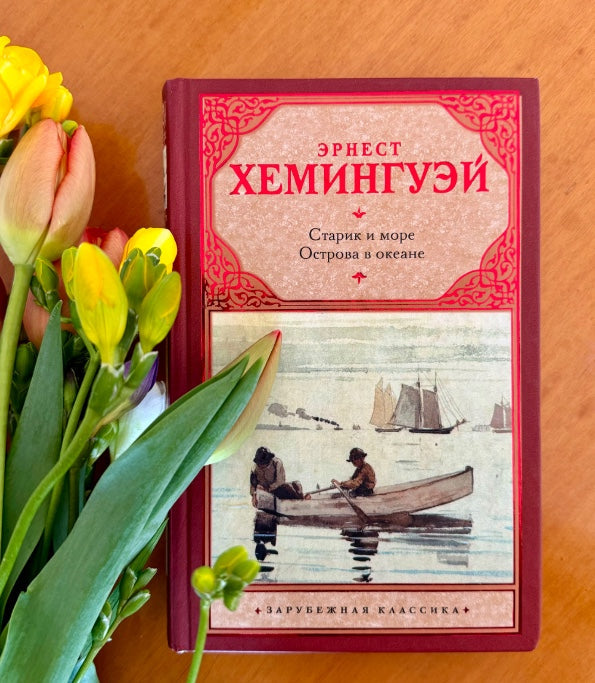 ЭРНЕСТ
ХЕМИНГУЭЙ
Старик и море
Острова в океане
ЗАРУБЕЖНАЯ КЛАССИКА